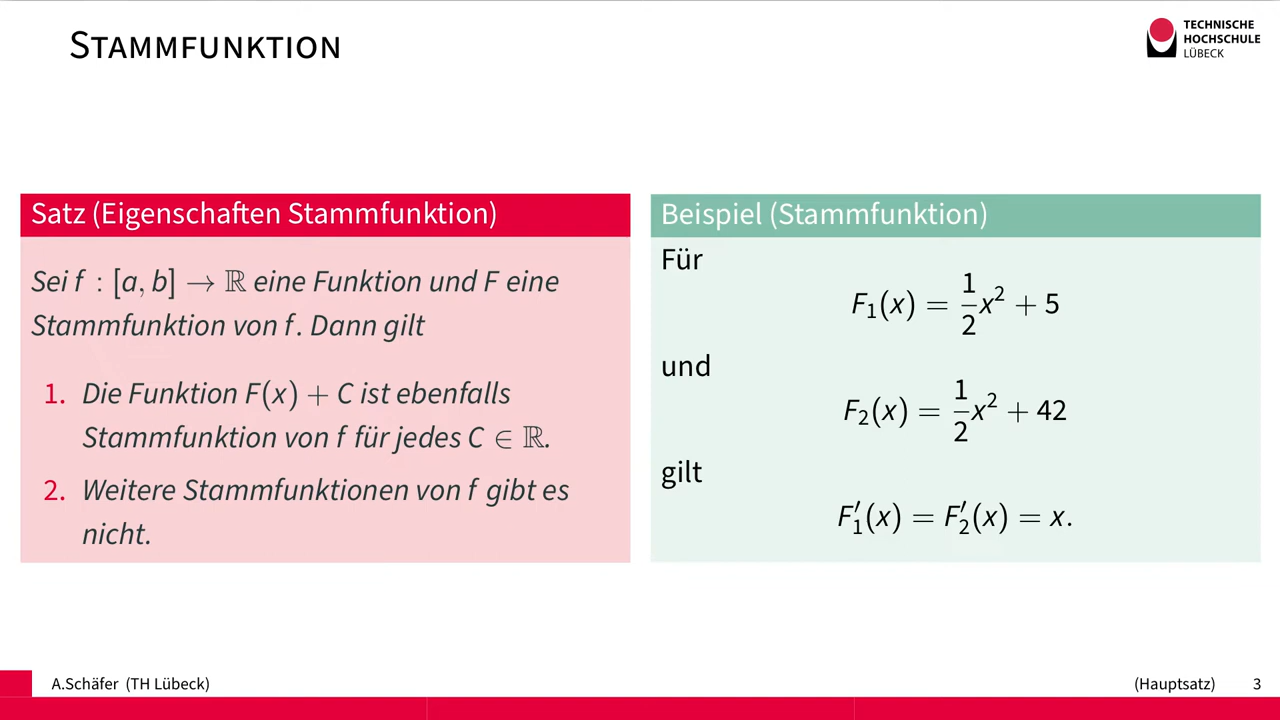 STAMMFUNKTION
TECHNISCHE
HOCHSCHULE
LÜBECK
Satz (Eigenschaften Stammfunktion)
Sei f : [a, b] → ℝ eine Funktion und F eine
Stammfunktion von f. Dann gilt
1. Die Funktion F(x) + C ist ebenfalls
Stammfunktion von f für jedes C ∈ ℝ.
2. Weitere Stammfunktionen von f gibt es
nicht.
Beispiel (Stammfunktion)
Für
F₁(x) = 1/2 x² + 5
und
F₂(x) = 1/2 x² + 42
gilt
F₁′(x) = F₂′(x) = x.
A.Schäfer (TH Lübeck)
(Hauptsatz) 3